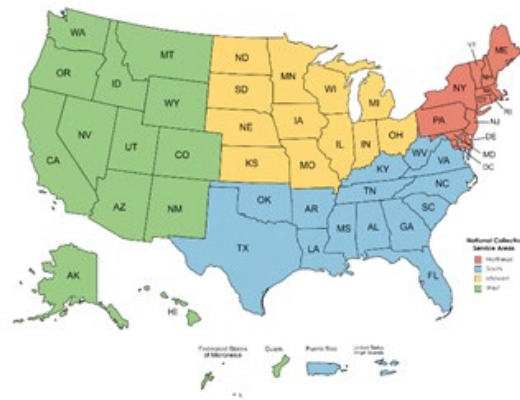 WA
MT
ND
MN
VT
ME
OR
ID
WY
SD
WI
MI
NY
NH
RI
NJ
PA
DE
MD
DC
NV
UT
CO
NE
IA
IL
IN
OH
CA
KS
MO
WV
VA
KY
NC
TN
AZ
NM
OK
AR
SC
TX
LA
MS
AL
GA
FL
AK
HI
National Collection
Service Areas
Northeast
South
Midwest
West
Federated States
of Micronesia
Guam
Puerto Rico
United States
Virgin Islands